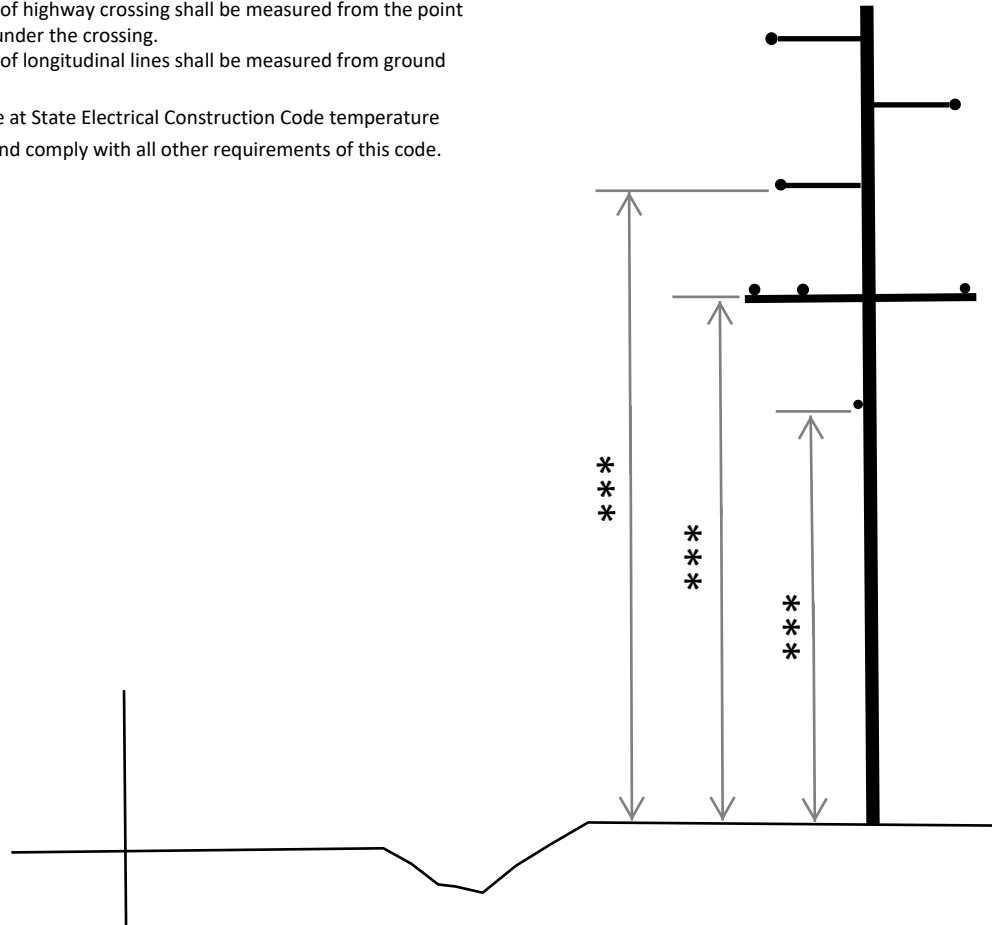 of highway crossing shall be measured from the point
under the crossing.
of longitudinal lines shall be measured from ground
e at State Electrical Construction Code temperature
nd comply with all other requirements of this code.
***
***
***